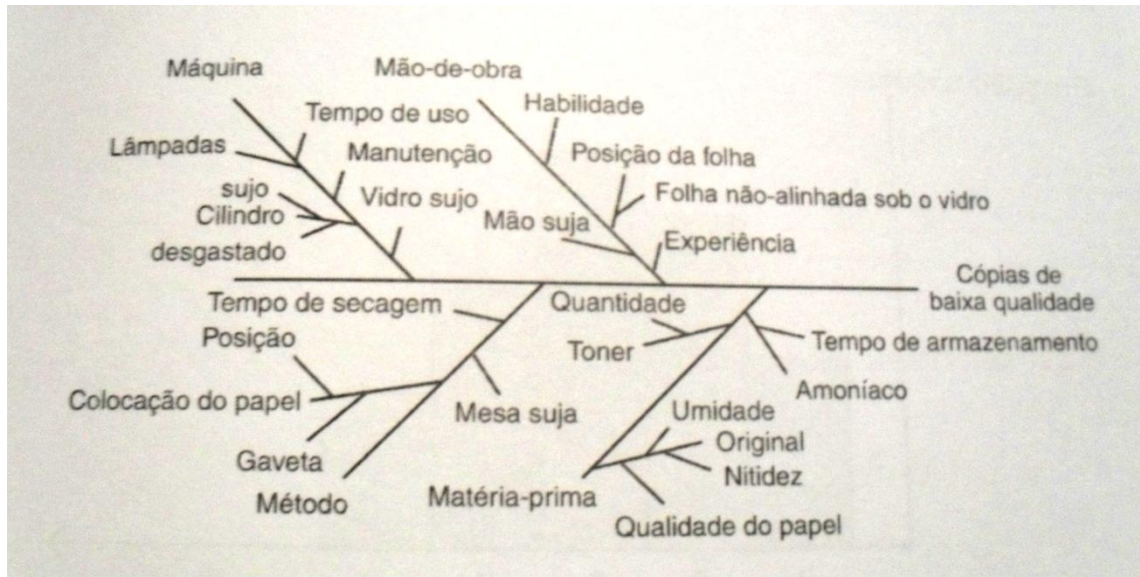 Máquina
Mão-de-obra
Tempo de uso
Habilidade
Lâmpadas
Manutenção
Posição da folha
sujo
Vidro sujo
Folha não-alinhada sob o vidro
Cilindro
Mão suja
Experiência
desgastado
Cópias de
baixa qualidade
Tempo de secagem
Quantidade
Posição
Toner
Tempo de armazenamento
Colocação do papel
Mesa suja
Amoníaco
Umidade
Original
Gaveta
Nitidez
Método
Matéria-prima
Qualidade do papel